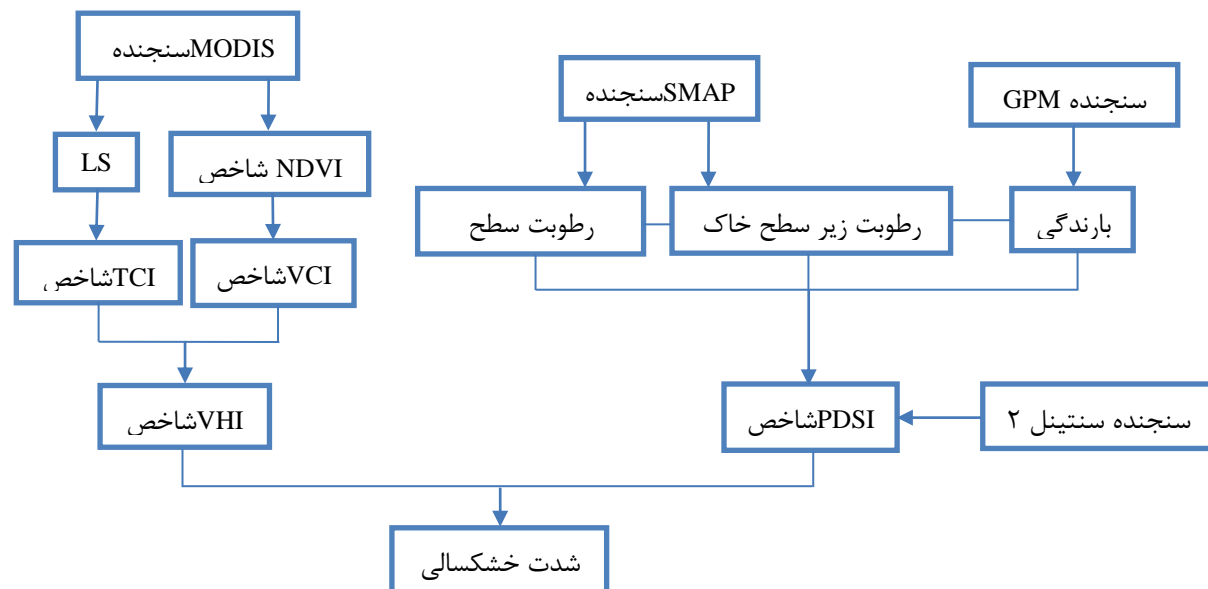 سنجنده MODIS
سنجنده SMAP
سنجنده GPM
LS
شاخص NDVI
رطوبت سطح
رطوبت زیر سطح خاک
بارندگی
شاخص TCI
شاخص VCI
شاخص VHI
شاخص PDSI
سنجنده سنتینل ۲
شدت خشکسالی